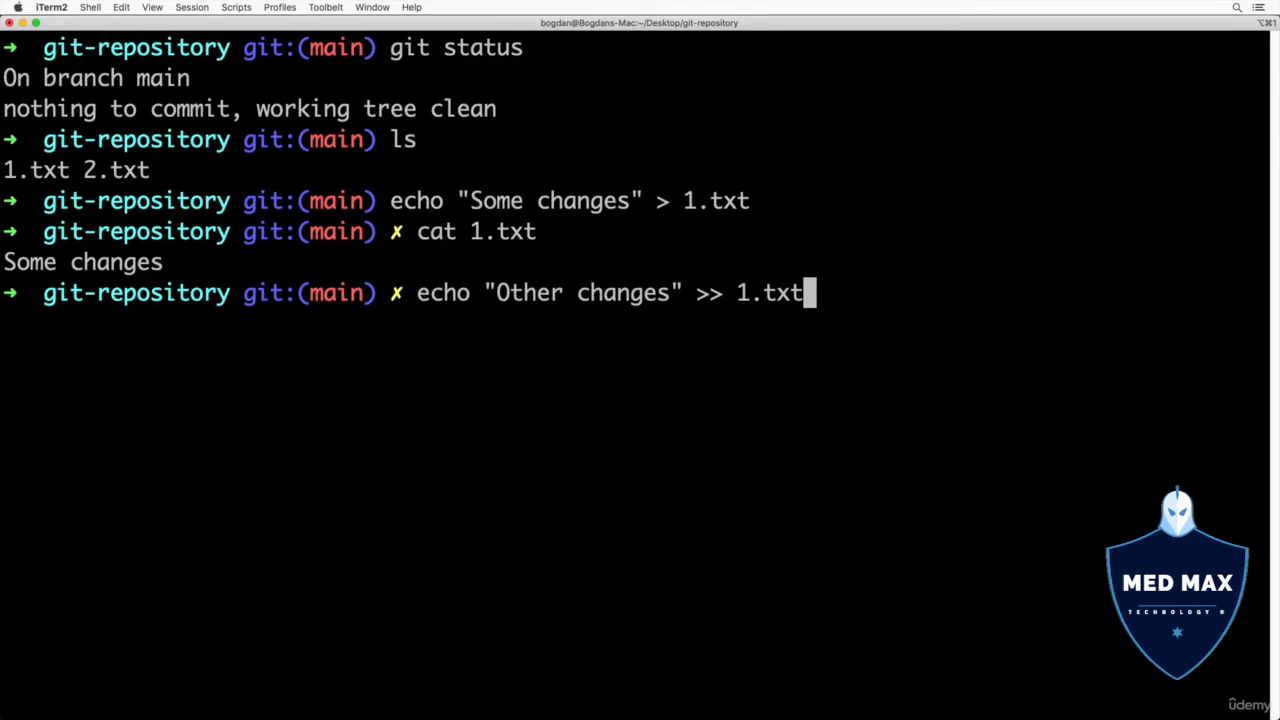 iTerm2 Shell Edit View Session Scripts Profiles Toolbelt Window Help
bogdan@Bogdans-Mac:~/Desktop/git-repository
⌥⌘1
➜ git-repository git:(main) git status
On branch main
nothing to commit, working tree clean
➜ git-repository git:(main) ls
1.txt 2.txt
➜ git-repository git:(main) echo "Some changes" > 1.txt
➜ git-repository git:(main) ✗ cat 1.txt
Some changes
➜ git-repository git:(main) ✗ echo "Other changes" >> 1.txt
MED MAX
TECHNOLOGY ©
ûdemy